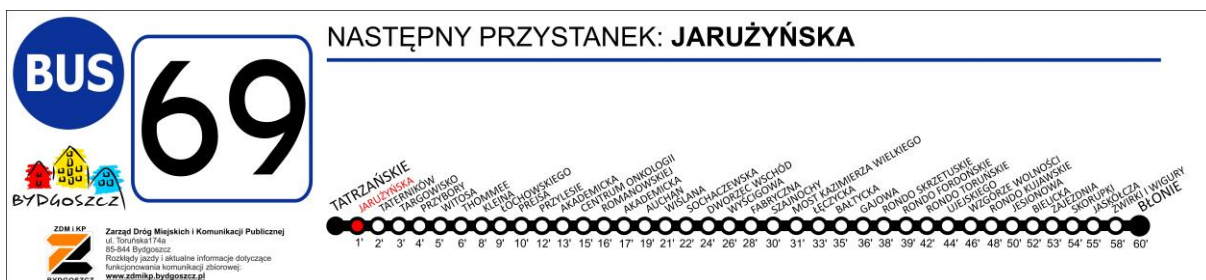 BUS
69
BYDGOSZCZ
NASTĘPNY PRZYSTANEK: JARUŻYŃSKA
TATRZAŃSKIE
JARUŻYŃSKA
TATERNIKÓW
TARGOWISKO
PRZYBORY
WITOSA
THOMMEE
KLEINA
ŁOCHOWSKIEGO
PREJSA
PRZYLESIE
AKADEMICKA
CENTRUM ONKOLOGII
ROMANOWSKIEJ
AKADEMICKA
AUCHAN
WIŚLANA
SOCHACZEWSKA
DWORZEC WSCHÓD
WYŚCIGOWA
FABRYCZNA
SZAJNOCHY
MOST KAZIMIERZA WIELKIEGO
ŁĘCZYCKA
BAŁTYCKA
GAJOWA
RONDO SKRZETUSKIE
RONDO FORDOŃSKIE
RONDO TORUŃSKIE
UJEJSKIEGO
WZGÓRZE WOLNOŚCI
RONDO KUJAWSKIE
JESIONOWA
BIELICKA
ZAJEZDNIA
SKORUPKI
JASKÓŁCZA
ŻWIRKI I WIGURY
BŁONIE
1' 2' 3' 4' 5' 6' 8' 9' 10' 12' 13' 15' 16' 17' 19' 21' 22' 24' 26' 28' 30' 31' 33' 35' 36' 38' 39' 42' 44' 46' 48' 50' 52' 53' 54' 55' 58' 60'
ZDM i KP
BYDGOSZCZ
Zarząd Dróg Miejskich i Komunikacji Publicznej
ul. Toruńska174a
85-844 Bydgoszcz
Rozkłady jazdy i aktualne informacje dotyczące
funkcjonowania komunikacji zbiorowej:
www.zdmikp.bydgoszcz.pl